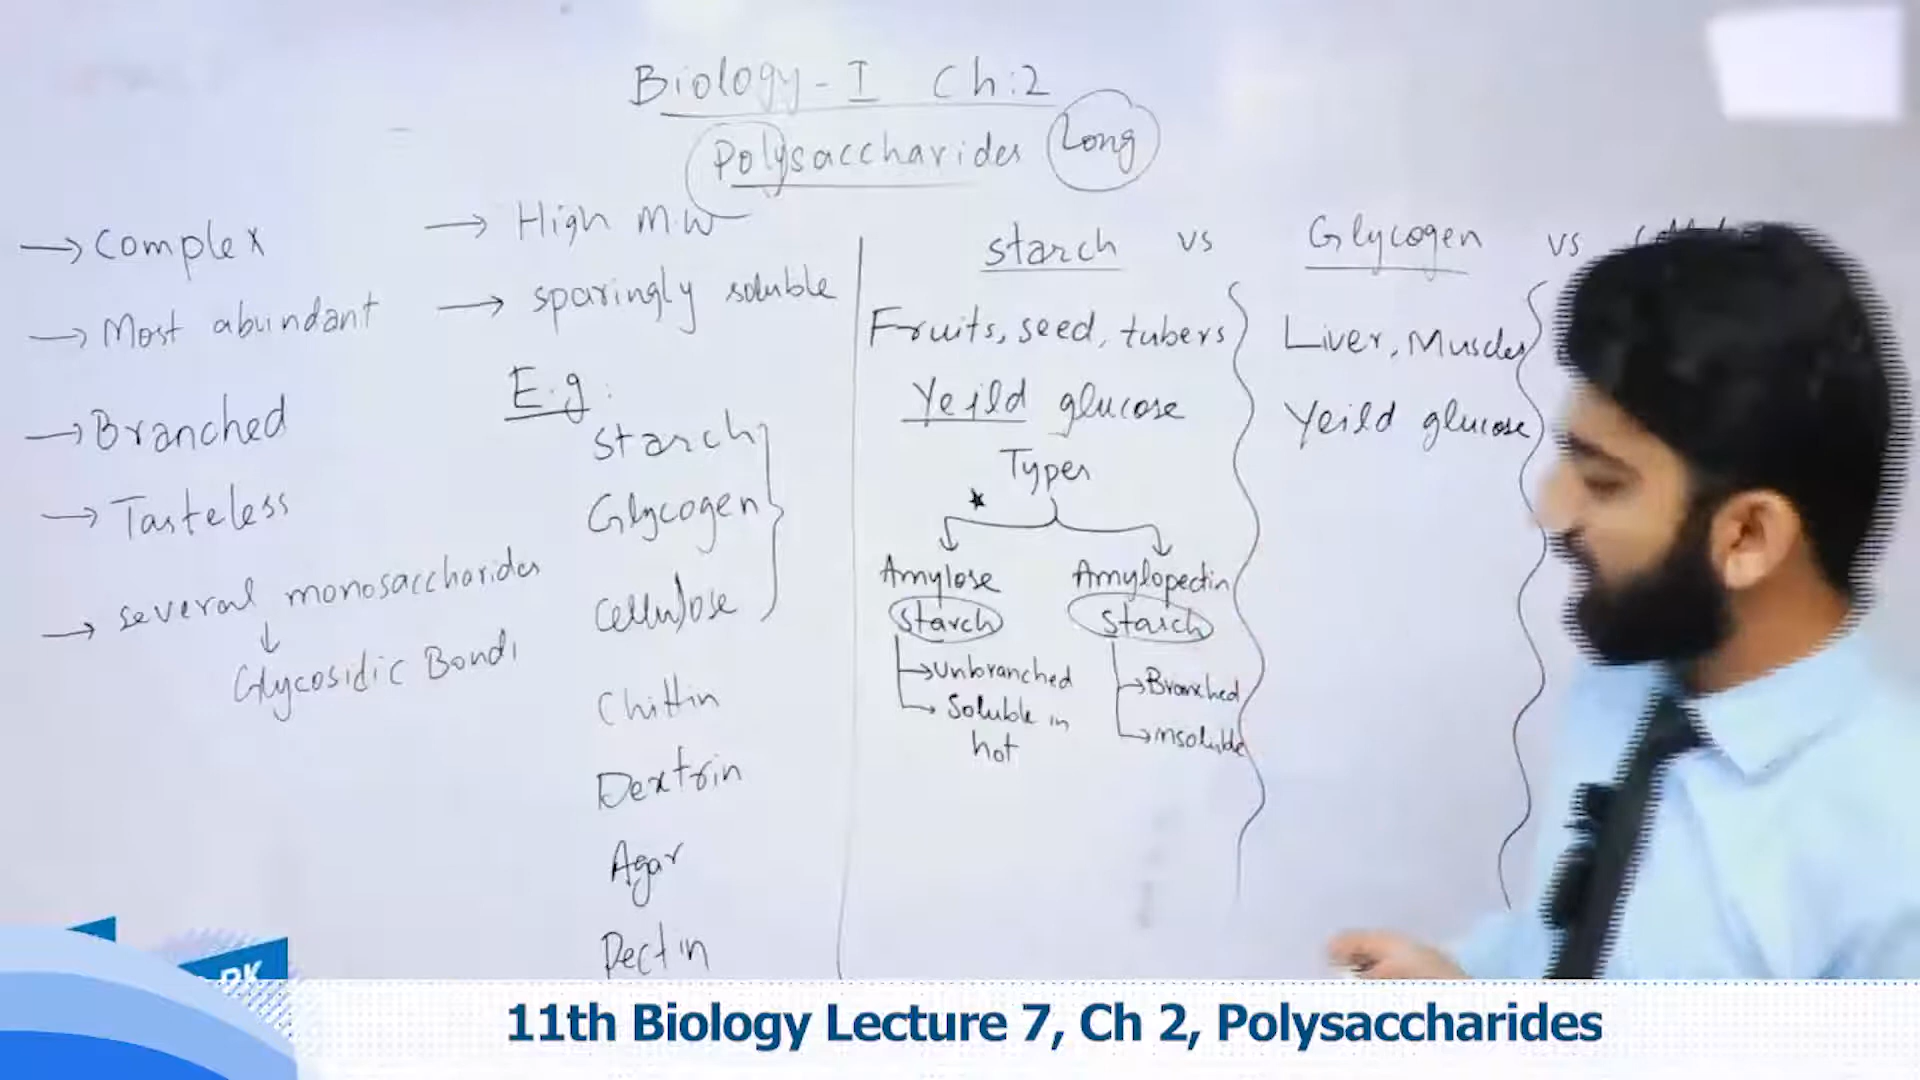 Biology - I Ch:2
Polysaccharides Long
→ Complex
→ Most abundant
→ Branched
→ Tasteless
→ several monosaccharides
↓
Glycosidic Bond,
→ High M.W
→ sparingly soluble
E.g:
Starch
Glycogen
Cellulose
Chittin
Dextrin
Agar
Pectin
Starch vs Glycogen vs
Fruits, seed, tubers
Yeild glucose
Types
Amylose
Starch
→ Unbranched
→ Soluble in
hot
Amylopectin
Starch
→ Branched
→ insoluble
Liver, Muscles
Yeild glucose
11th Biology Lecture 7, Ch 2, Polysaccharides